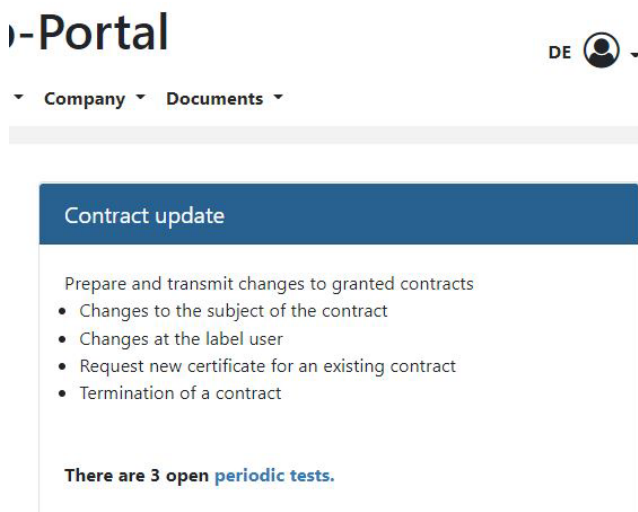 -Portal
DE
Company Documents
Contract update
Prepare and transmit changes to granted contracts
• Changes to the subject of the contract
• Changes at the label user
• Request new certificate for an existing contract
• Termination of a contract
There are 3 open periodic tests.